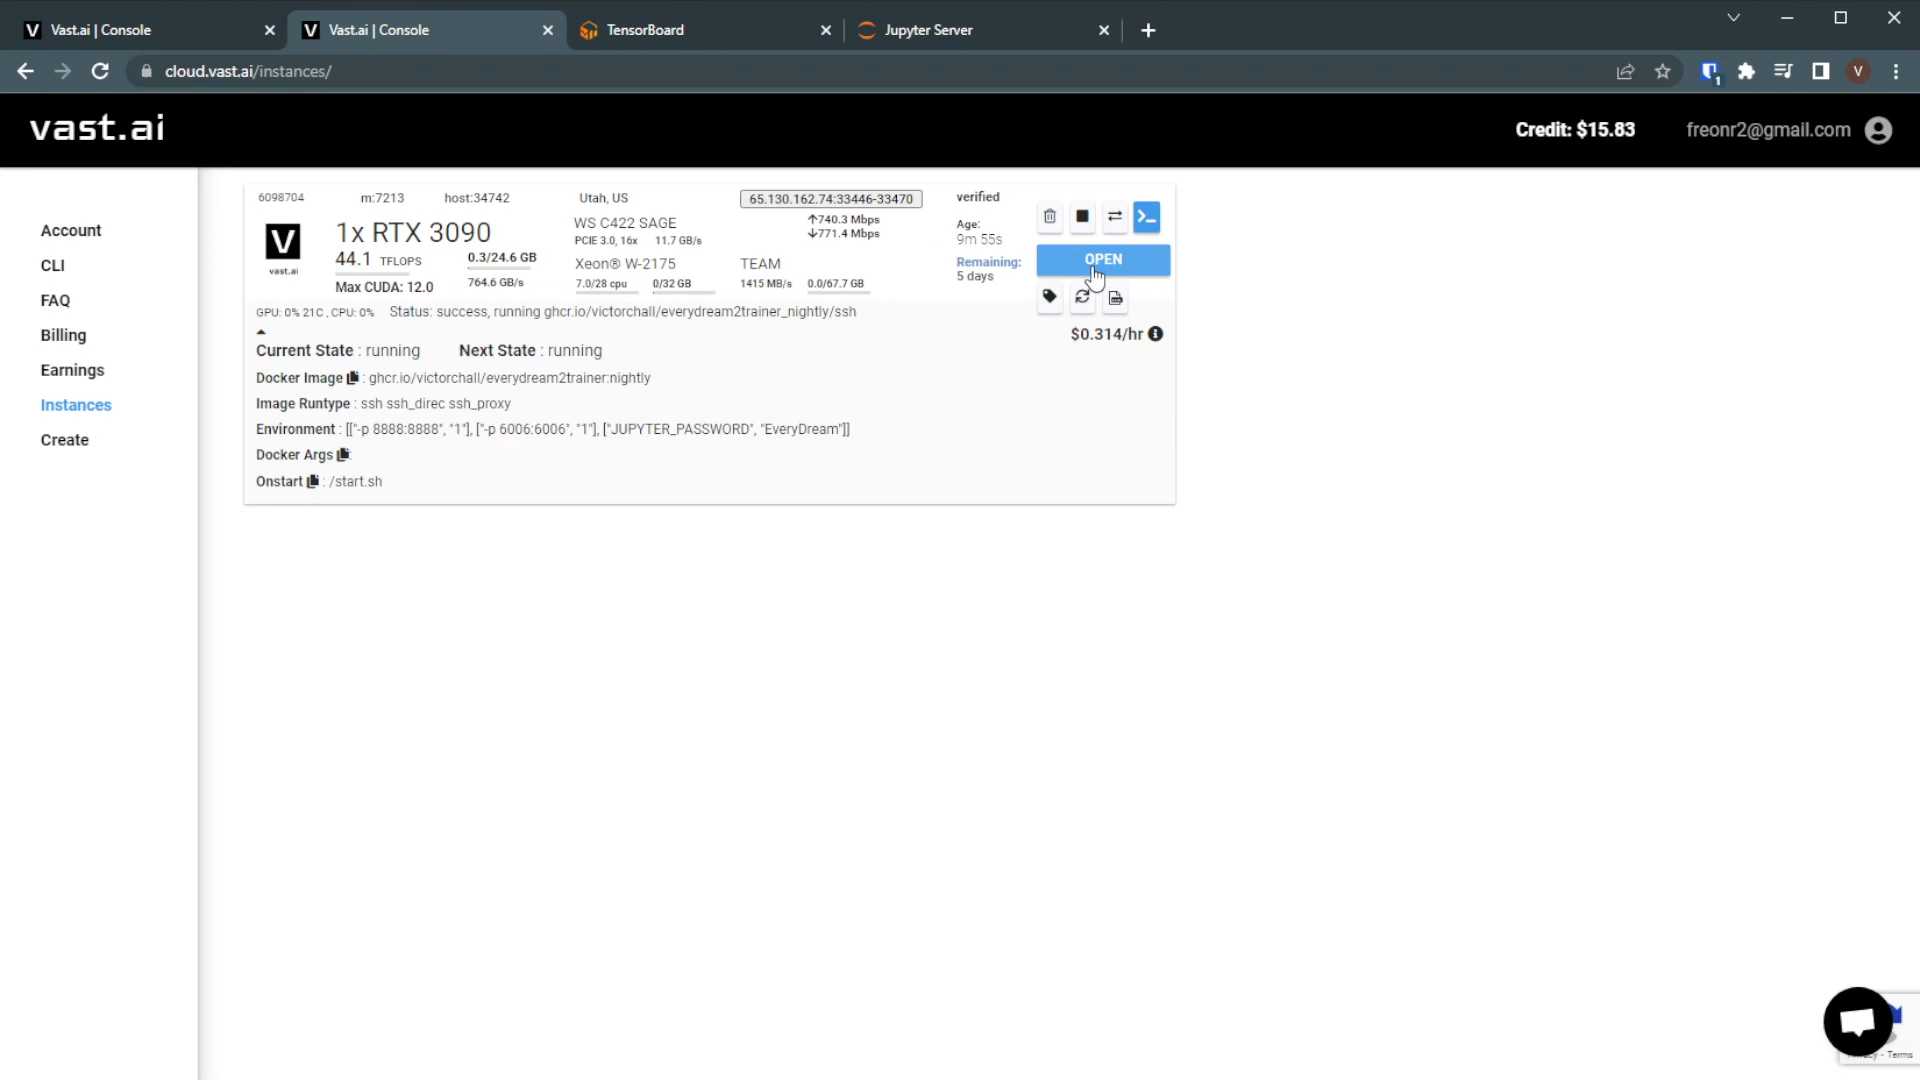 Vast.ai | Console
Vast.ai | Console
TensorBoard
Jupyter Server
cloud.vast.ai/instances/
1
V
vast.ai
Credit: $15.83
freonr2@gmail.com
Account
CLI
FAQ
Billing
Earnings
Instances
Create
6098704
m:7213
host:34742
Utah, US
65.130.162.74:33446-33470
verified
vast.ai
1x RTX 3090
44.1 TFLOPS
Max CUDA: 12.0
0.3/24.6 GB
764.6 GB/s
WS C422 SAGE
PCIE 3.0, 16x 11.7 GB/s
Xeon® W-2175
7.0/28 cpu 0/32 GB
↑740.3 Mbps
↓771.4 Mbps
TEAM
1415 MB/s 0.0/67.7 GB
Age:
9m 55s
Remaining:
5 days
OPEN
GPU: 0% 21C , CPU: 0% Status: success, running ghcr.io/victorchall/everydream2trainer_nightly/ssh
$0.314/hr
Current State : running Next State : running
Docker Image : ghcr.io/victorchall/everydream2trainer:nightly
Image Runtype : ssh ssh_direc ssh_proxy
Environment : [["-p 8888:8888", "1"], ["-p 6006:6006", "1"], ["JUPYTER_PASSWORD", "EveryDream"]]
Docker Args :
Onstart : /start.sh
- Terms